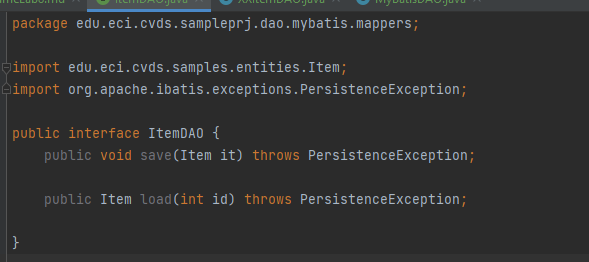 ItemDAO.java
MyBatisDAO.java
package edu.eci.cvds.sampleprj.dao.mybatis.mappers;
import edu.eci.cvds.samples.entities.Item;
import org.apache.ibatis.exceptions.PersistenceException;
public interface ItemDAO {
public void save(Item it) throws PersistenceException;
public Item load(int id) throws PersistenceException;
}